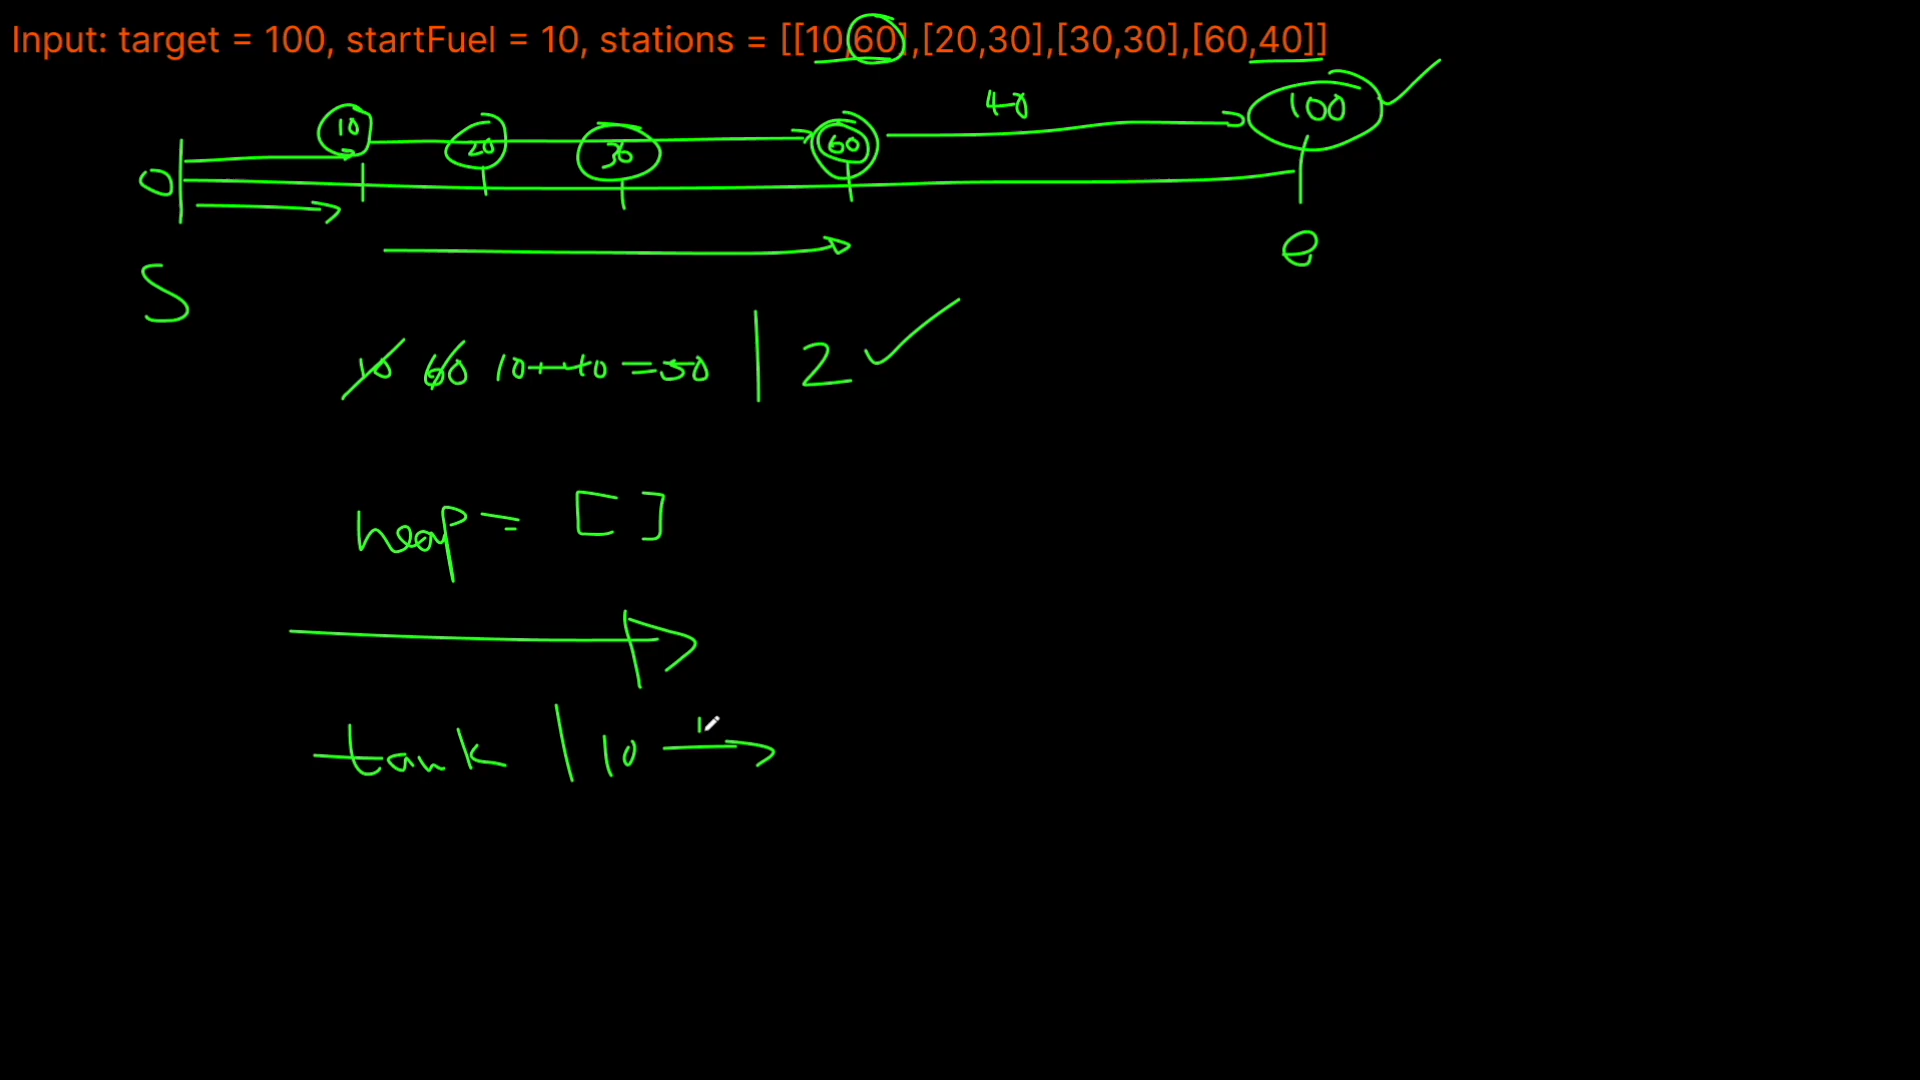 Input: target = 100, startFuel = 10, stations = [[10,60],[20,30],[30,30],[60,40]]
40
10 20 30 60 100
0
S e
10 60 10+40=50 | 2
heap = [ ]
tank | 10